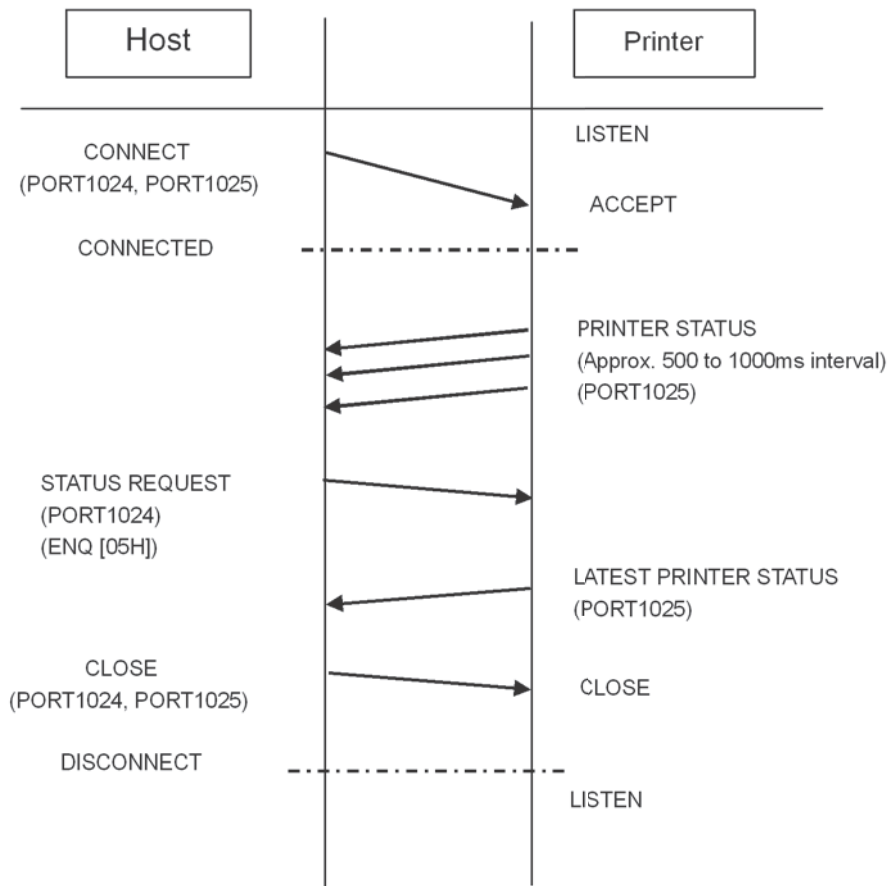 Host
Printer
LISTEN
CONNECT
(PORT1024, PORT1025)
ACCEPT
CONNECTED
PRINTER STATUS
(Approx. 500 to 1000ms interval)
(PORT1025)
STATUS REQUEST
(PORT1024)
(ENQ [05H])
LATEST PRINTER STATUS
(PORT1025)
CLOSE
(PORT1024, PORT1025)
CLOSE
DISCONNECT
LISTEN